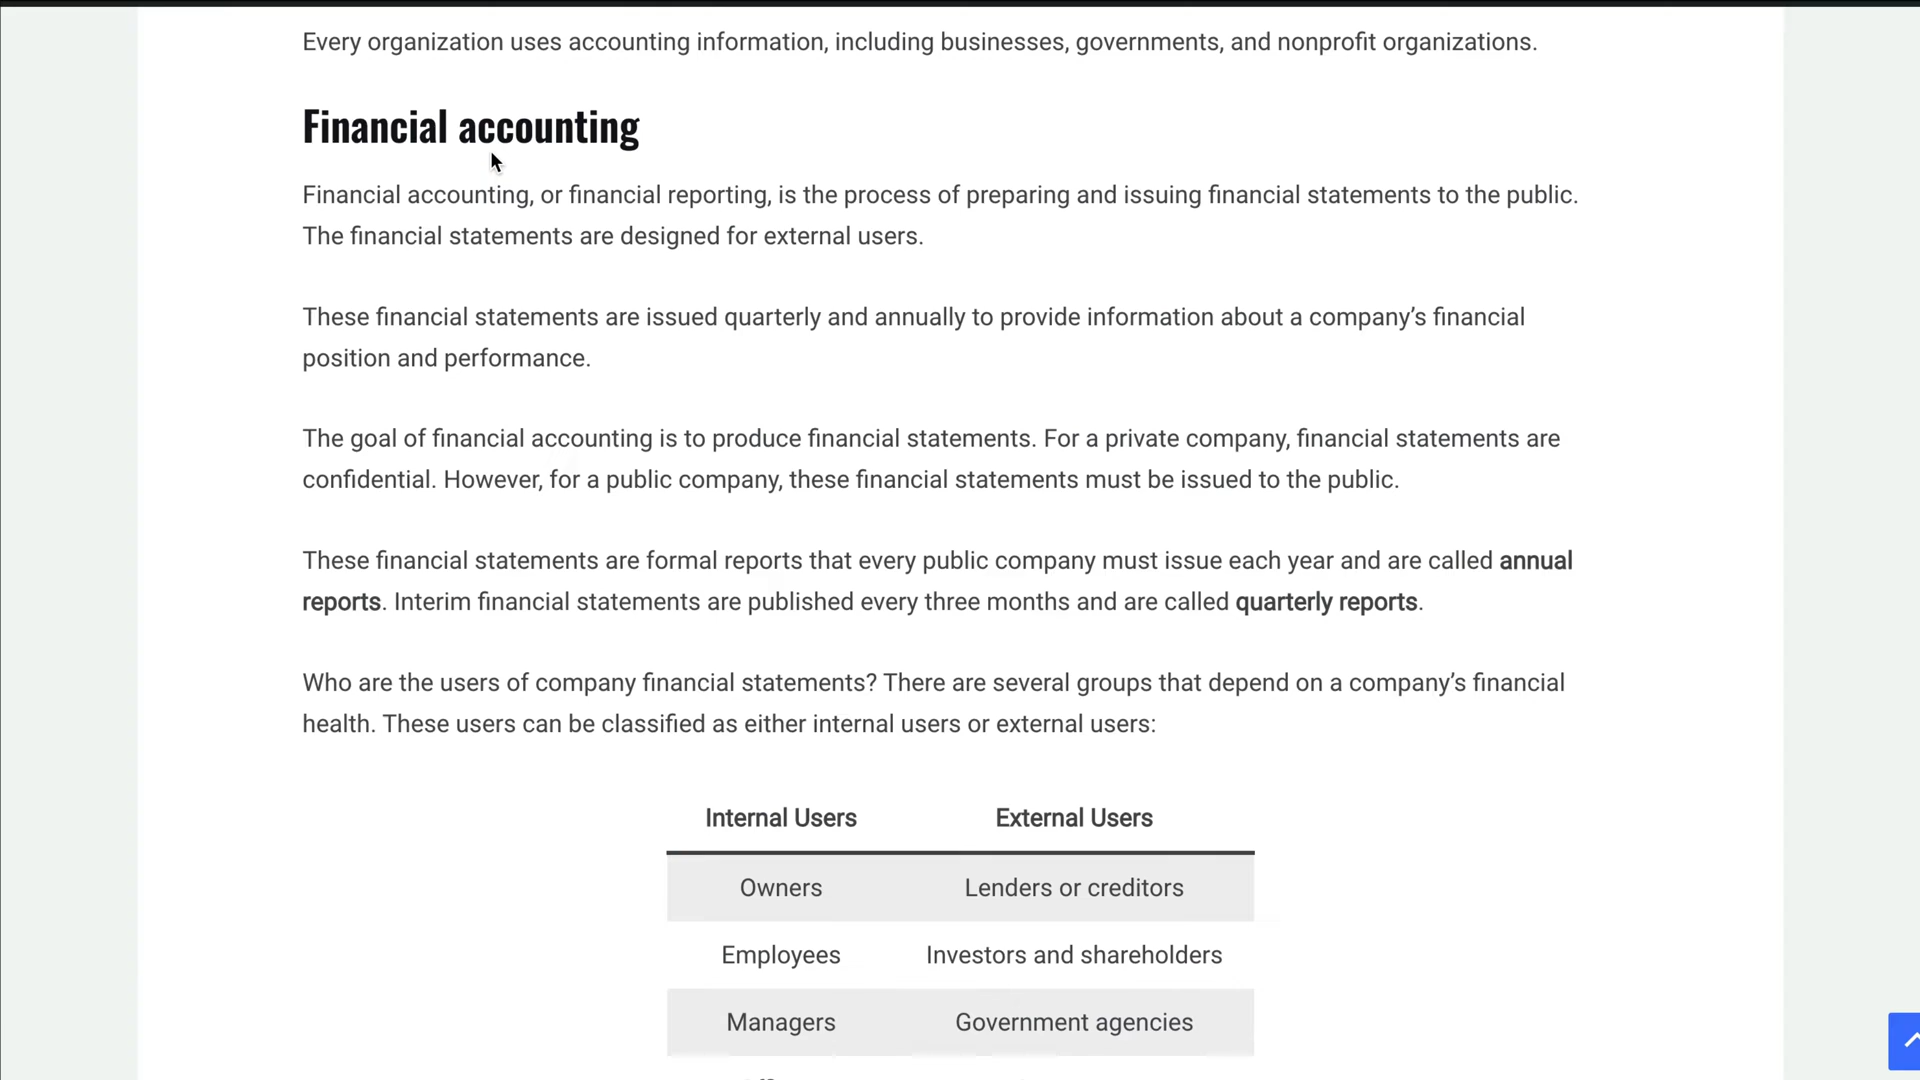 Every organization uses accounting information, including businesses, governments, and nonprofit organizations.
Financial accounting
Financial accounting, or financial reporting, is the process of preparing and issuing financial statements to the public.
The financial statements are designed for external users.
These financial statements are issued quarterly and annually to provide information about a company’s financial
position and performance.
The goal of financial accounting is to produce financial statements. For a private company, financial statements are
confidential. However, for a public company, these financial statements must be issued to the public.
These financial statements are formal reports that every public company must issue each year and are called annual
reports. Interim financial statements are published every three months and are called quarterly reports.
Who are the users of company financial statements? There are several groups that depend on a company’s financial
health. These users can be classified as either internal users or external users:
Internal Users External Users
Owners Lenders or creditors
Employees Investors and shareholders
Managers Government agencies